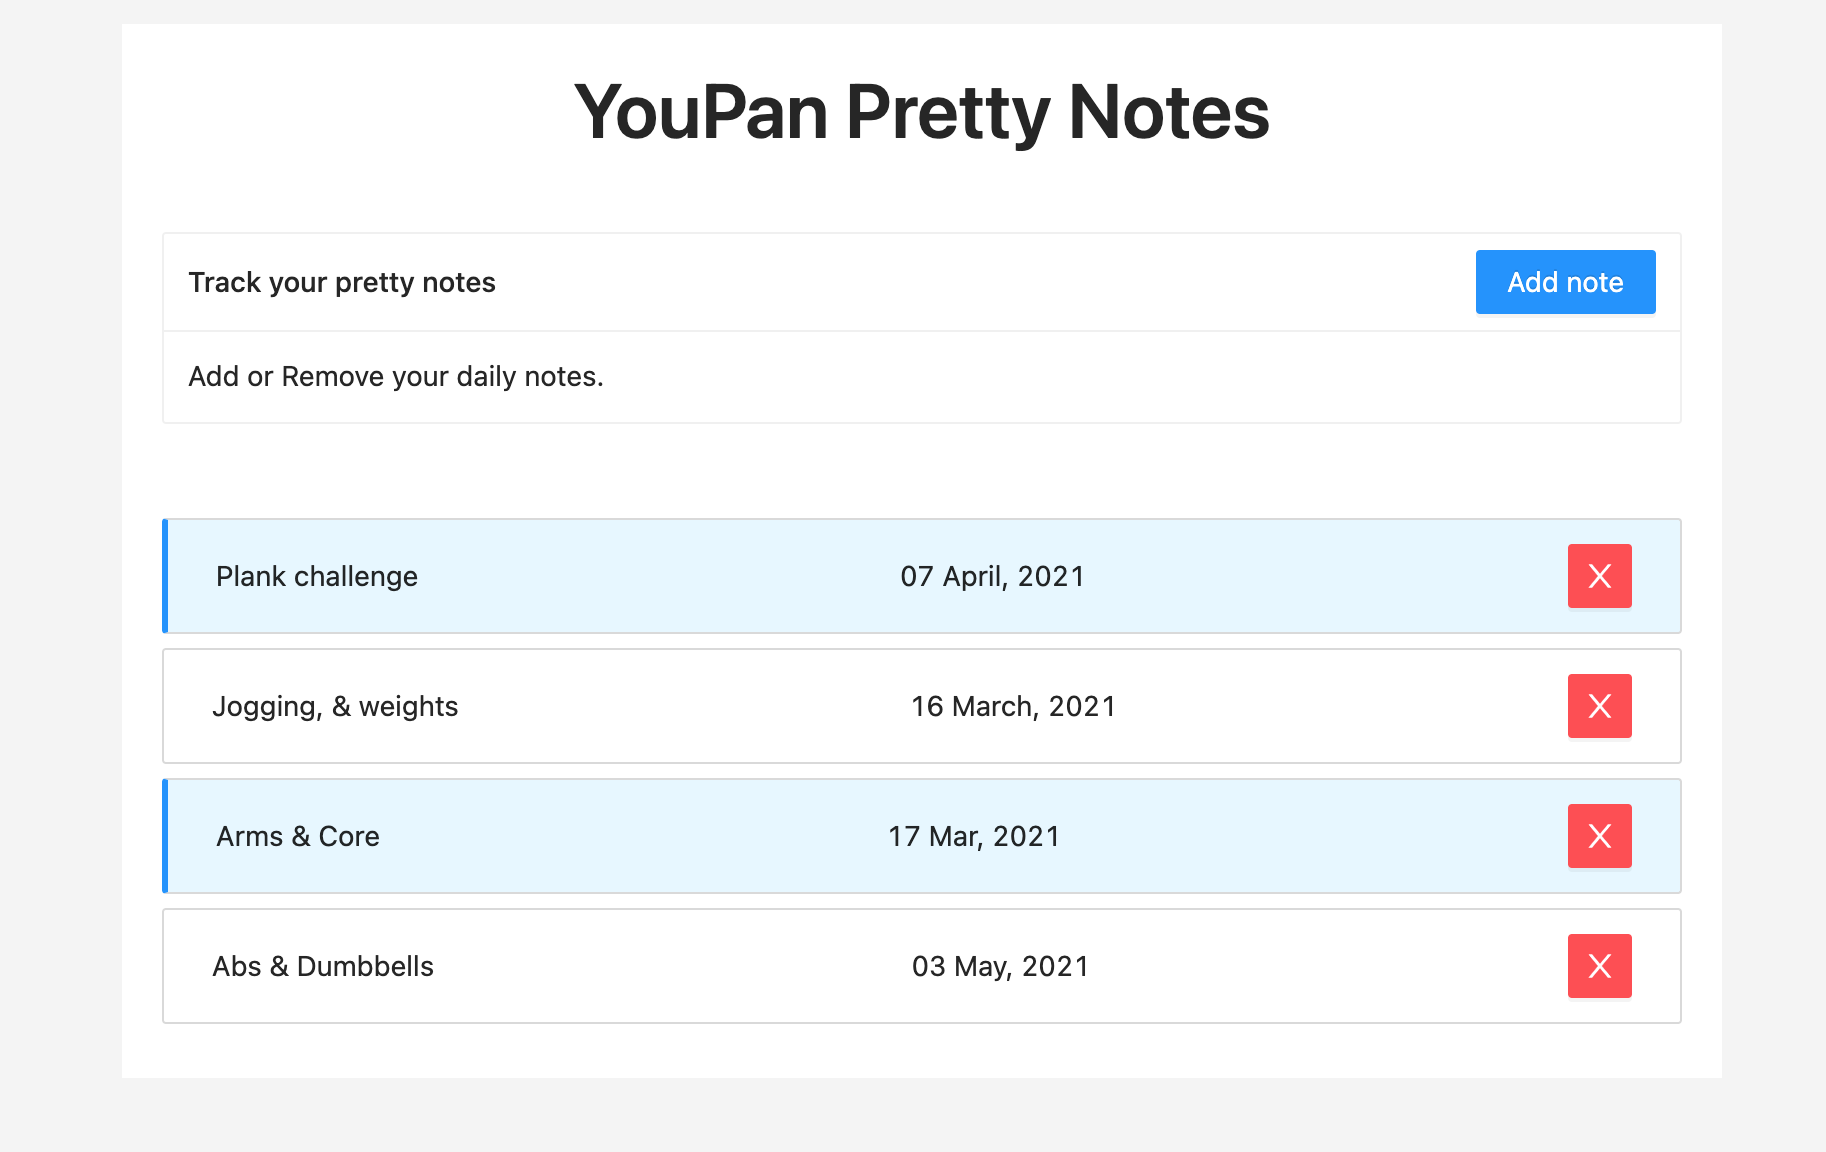 YouPan Pretty Notes
Track your pretty notes
Add note
Add or Remove your daily notes.
Plank challenge 07 April, 2021 X
Jogging, & weights 16 March, 2021 X
Arms & Core 17 Mar, 2021 X
Abs & Dumbbells 03 May, 2021 X